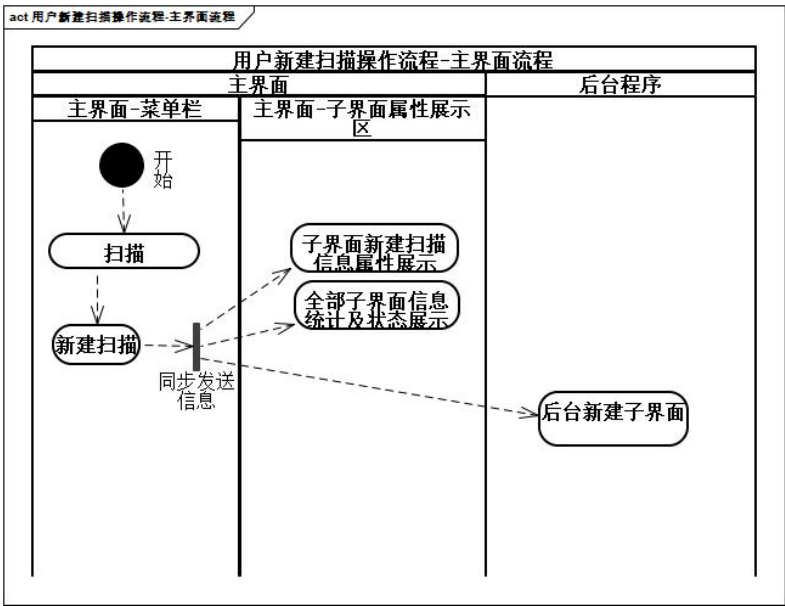 act 用户新建扫描操作流程-主界面流程
用户新建扫描操作流程-主界面流程
主界面
后台程序
主界面-菜单栏
主界面-子界面属性展示
区
开
始
扫描
子界面新建扫描
信息属性展示
全部子界面信息
统计及状态展示
新建扫描
同步发送
信息
后台新建子界面